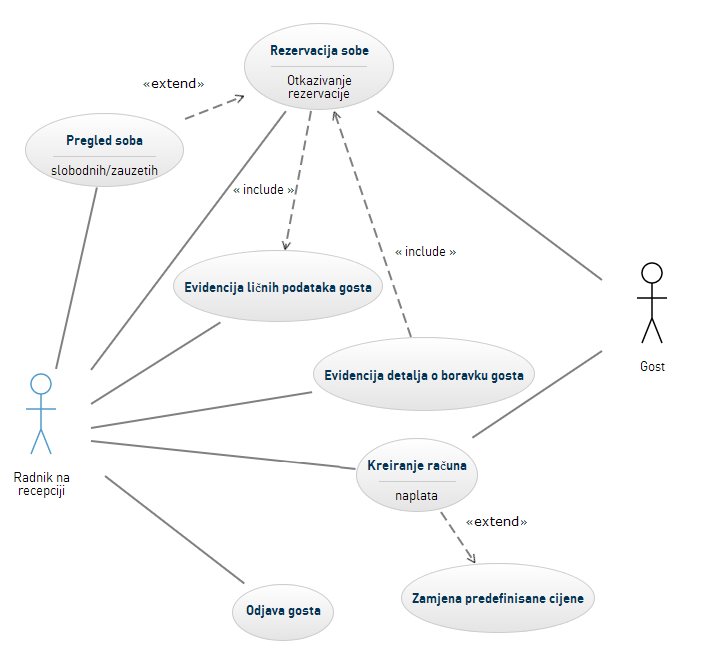 Rezervacija sobe
Otkazivanje
rezervacije
«extend»
Pregled soba
slobodnih/zauzetih
« include »
« include »
Evidencija ličnih podataka gosta
Gost
Evidencija detalja o boravku gosta
Radnik na
recepciji
Kreiranje računa
naplata
«extend»
Zamjena predefinisane cijene
Odjava gosta